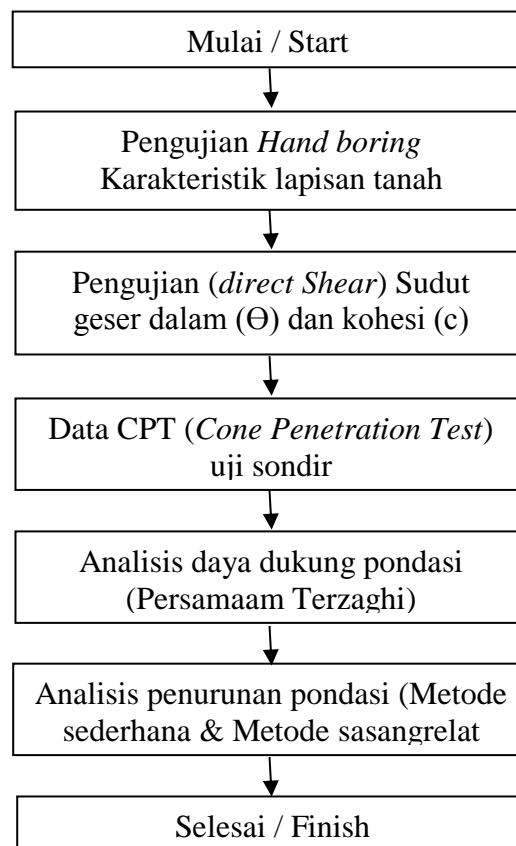 Mulai / Start
Pengujian Hand boring
Karakteristik lapisan tanah
Pengujian (direct Shear) Sudut
geser dalam (Ɵ) dan kohesi (c)
Data CPT (Cone Penetration Test)
uji sondir
Analisis daya dukung pondasi
(Persamaam Terzaghi)
Analisis penurunan pondasi (Metode
sederhana & Metode sasangrelat
Selesai / Finish